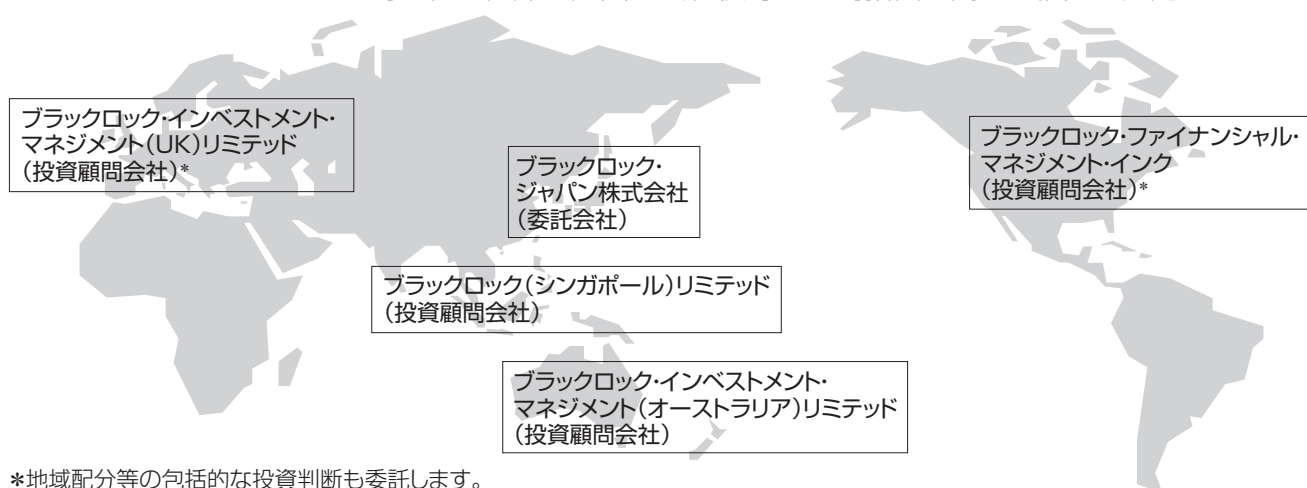 ブラックロック・インベストメント・
マネジメント(UK)リミテッド
(投資顧問会社)*
ブラックロック・
ジャパン株式会社
(委託会社)
ブラックロック・ファイナンシャル・
マネジメント・インク
(投資顧問会社)*
ブラックロック(シンガポール)リミテッド
(投資顧問会社)
ブラックロック・インベストメント・
マネジメント(オーストラリア)リミテッド
(投資顧問会社)
*地域配分等の包括的な投資判断も委託します。